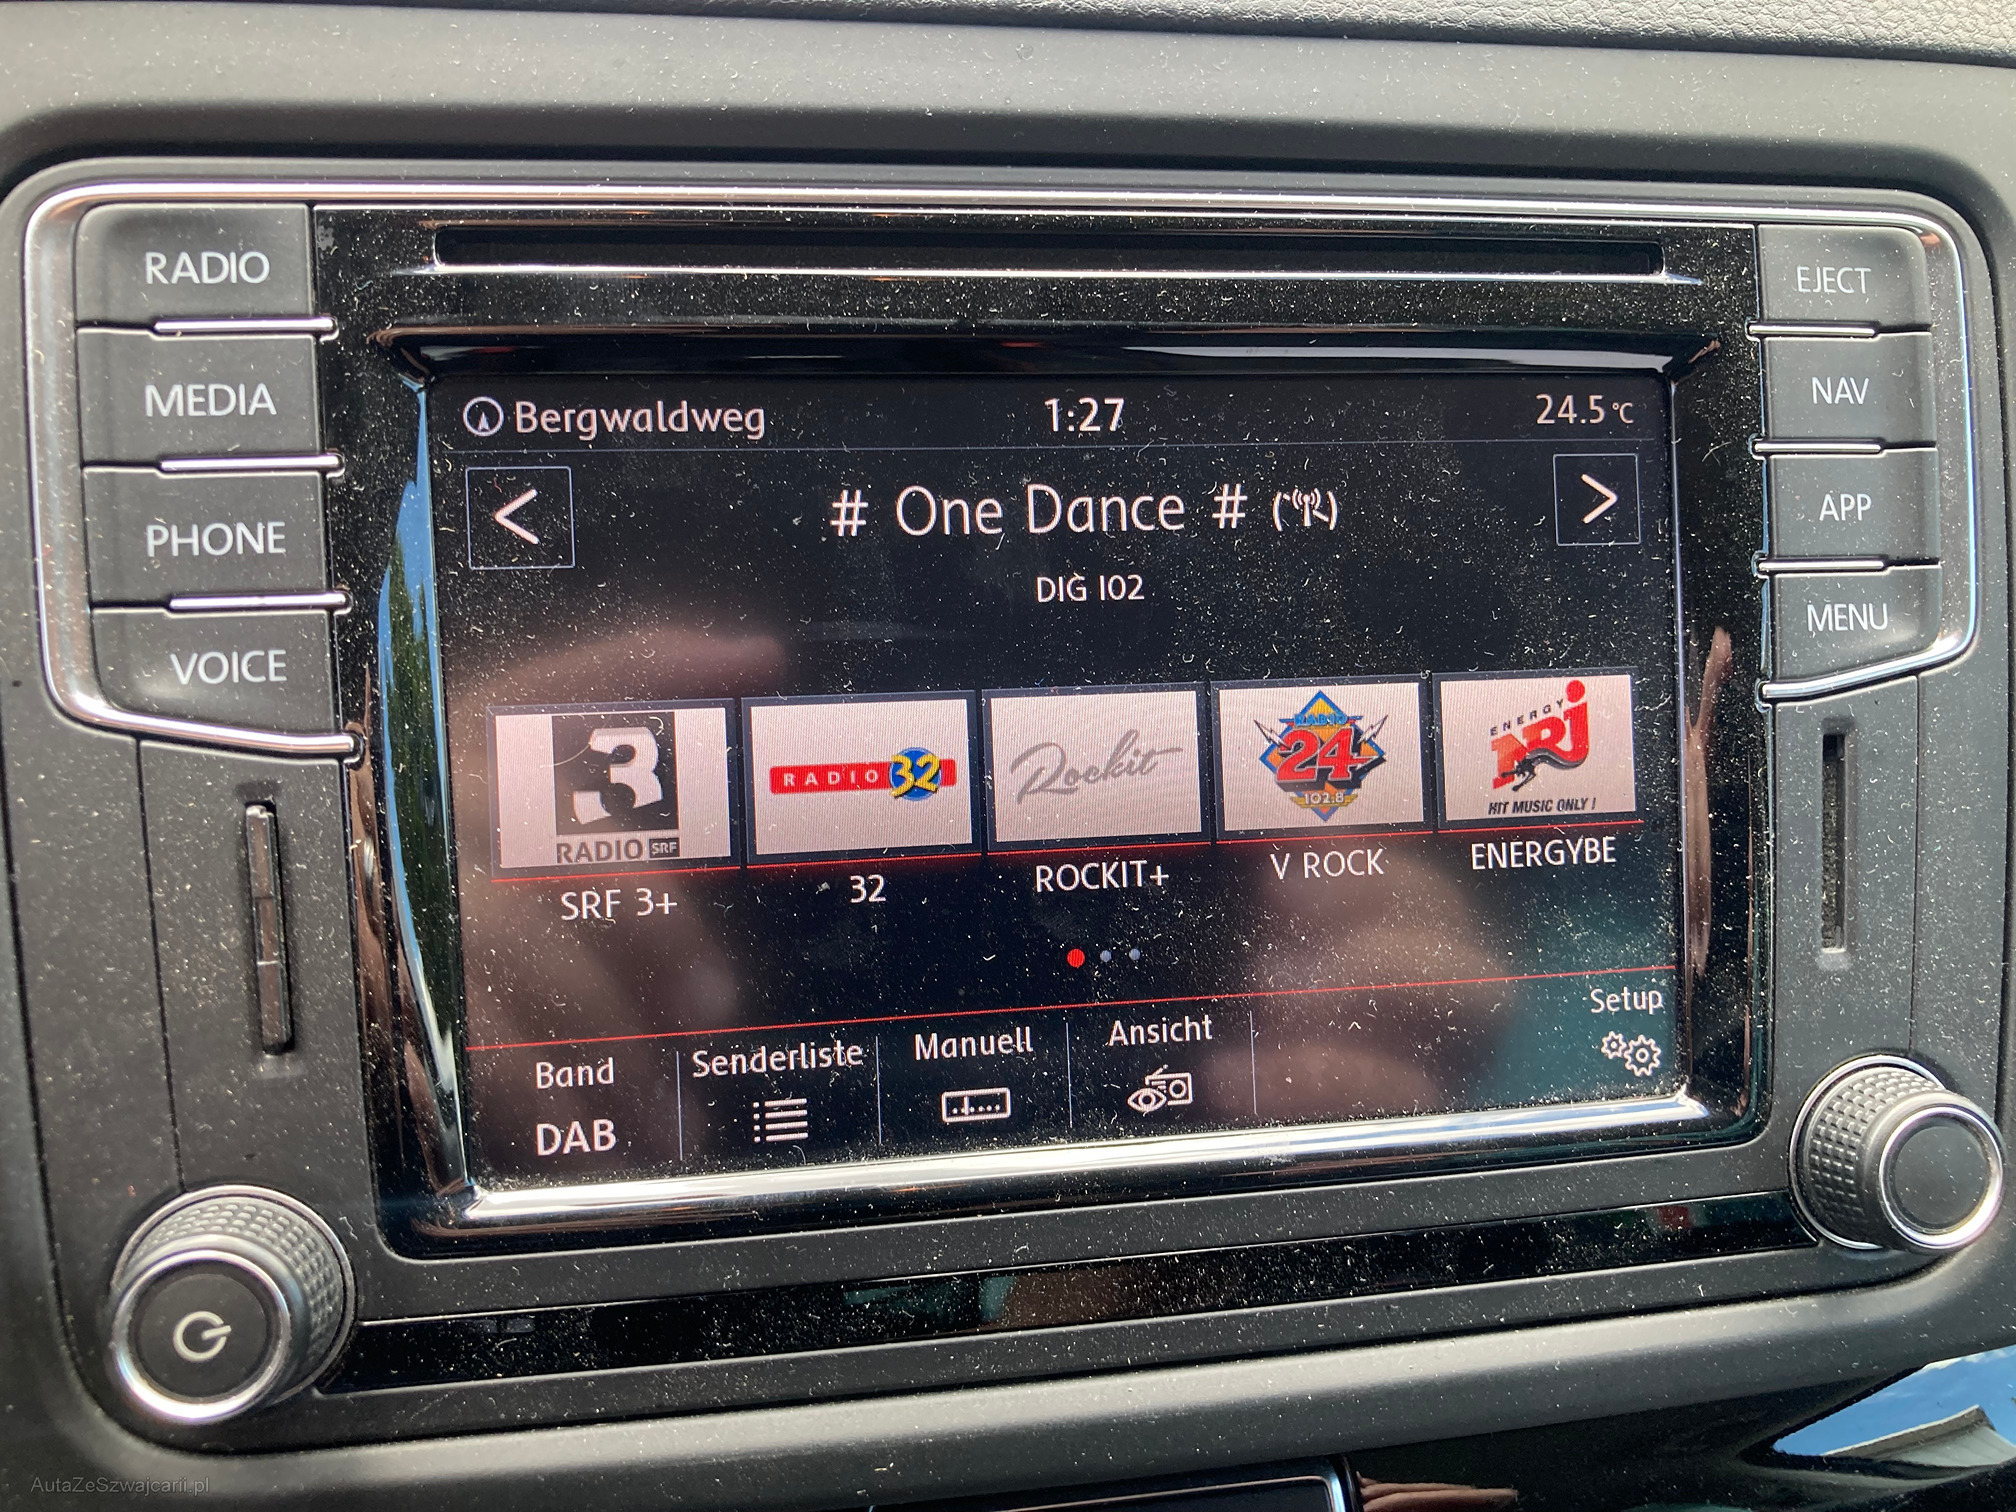 RADIO
MEDIA
PHONE
VOICE
EJECT
NAV
APP
MENU
Bergwaldweg 1:27 24.5°C
< # One Dance # >
DIG 102
3
RADIO SRF
RADIO 32
Rockit
RADIO
24
102.8
ENERGY
NRJ
HIT MUSIC ONLY !
SRF 3+ 32 ROCKIT+ V ROCK ENERGYBE
Band Senderliste Manuell Ansicht Setup
DAB
AutaZeSzwajcarii.pl